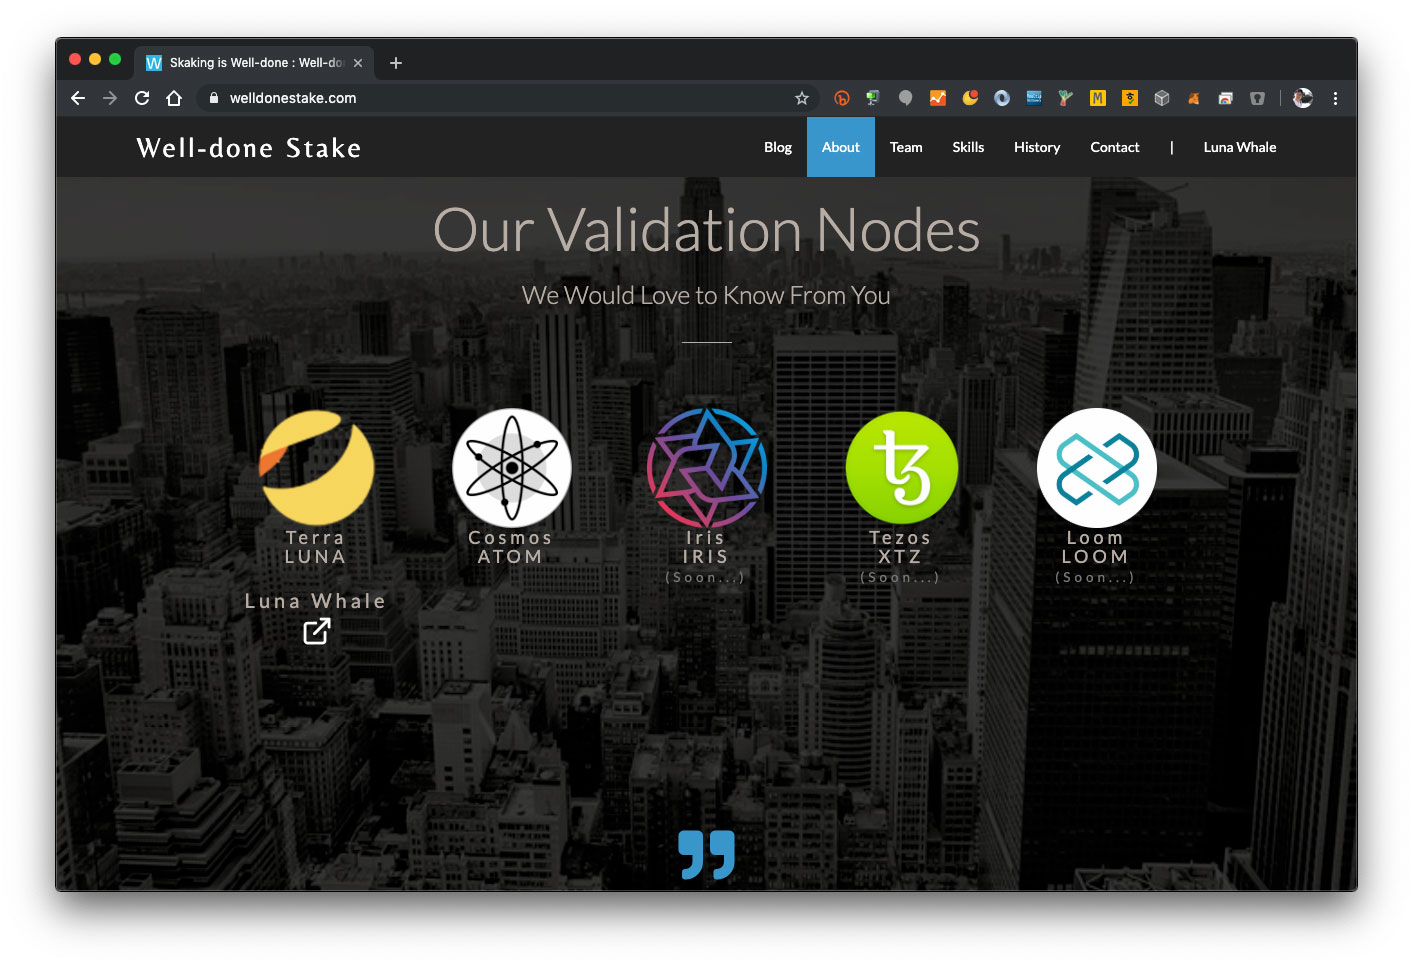 Skaking is Well-done : Well-do
welldonestake.com
Well-done Stake
Blog About Team Skills History Contact | Luna Whale
Our Validation Nodes
We Would Love to Know From You
Terra
LUNA
Luna Whale
Cosmos
ATOM
Iris
IRIS
(Soon...)
Tezos
XTZ
(Soon...)
Loom
LOOM
(Soon...)